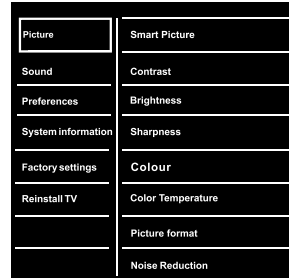 Picture
Sound
Preferences
System information
Factory settings
Reinstall TV
Smart Picture
Contrast
Brightness
Sharpness
Colour
Color Temperature
Picture format
Noise Reduction